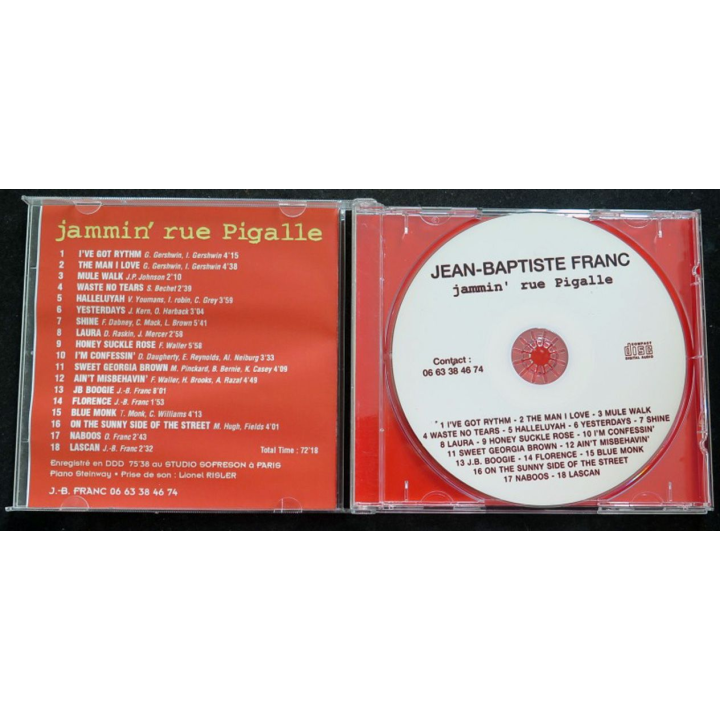 jammin' rue Pigalle
1 I'VE GOT RYTHM G. Gershwin, I. Gershwin 4'15
2 THE MAN I LOVE G. Gershwin, I. Gershwin 4'38
3 MULE WALK J.P. Johnson 2'10
4 WASTE NO TEARS S. Bechet 2'39
5 HALLELUYAH V. Youmans, I. robin, C. Grey 3'59
6 YESTERDAYS J. Kern, O. Harback 3'04
7 SHINE F. Dabney, C. Mack, L. Brown 5'41
8 LAURA D. Raskin, J. Mercer 2'58
9 HONEY SUCKLE ROSE F. Waller 5'58
10 I'M CONFESSIN' D. Daugherty, E. Reynolds, Al. Neiburg 3'33
11 SWEET GEORGIA BROWN M. Pinckard, B. Bernie, K. Casey 4'09
12 AIN'T MISBEHAVIN' F. Waller, H. Brooks, A. Razaf 4'49
13 JB BOOGIE J.-B. Franc 8'01
14 FLORENCE J.-B. Franc 1'53
15 BLUE MONK T. Monk, C. Williams 4'13
16 ON THE SUNNY SIDE OF THE STREET M. Hugh, Fields 4'01
17 NABOOS O. Franc 2'43
18 LASCAN J.-B. Franc 2'32 Total Time : 72'18
Enregistré en DDD 75'38 au STUDIO SOFRESON à PARIS
Piano Steinway • Prise de son : Lionel RISLER
J.-B. FRANC 06 63 38 46 74
JEAN-BAPTISTE FRANC
jammin' rue Pigalle
Contact :
06 63 38 46 74
COMPACT
disc
DIGITAL AUDIO
1 I'VE GOT RYTHM - 2 THE MAN I LOVE - 3 MULE WALK
4 WASTE NO TEARS - 5 HALLELUYAH - 6 YESTERDAYS - 7 SHINE
8 LAURA - 9 HONEY SUCKLE ROSE - 10 I'M CONFESSIN'
11 SWEET GEORGIA BROWN - 12 AIN'T MISBEHAVIN'
13 J.B. BOOGIE - 14 FLORENCE - 15 BLUE MONK
16 ON THE SUNNY SIDE OF THE STREET
17 NABOOS - 18 LASCAN